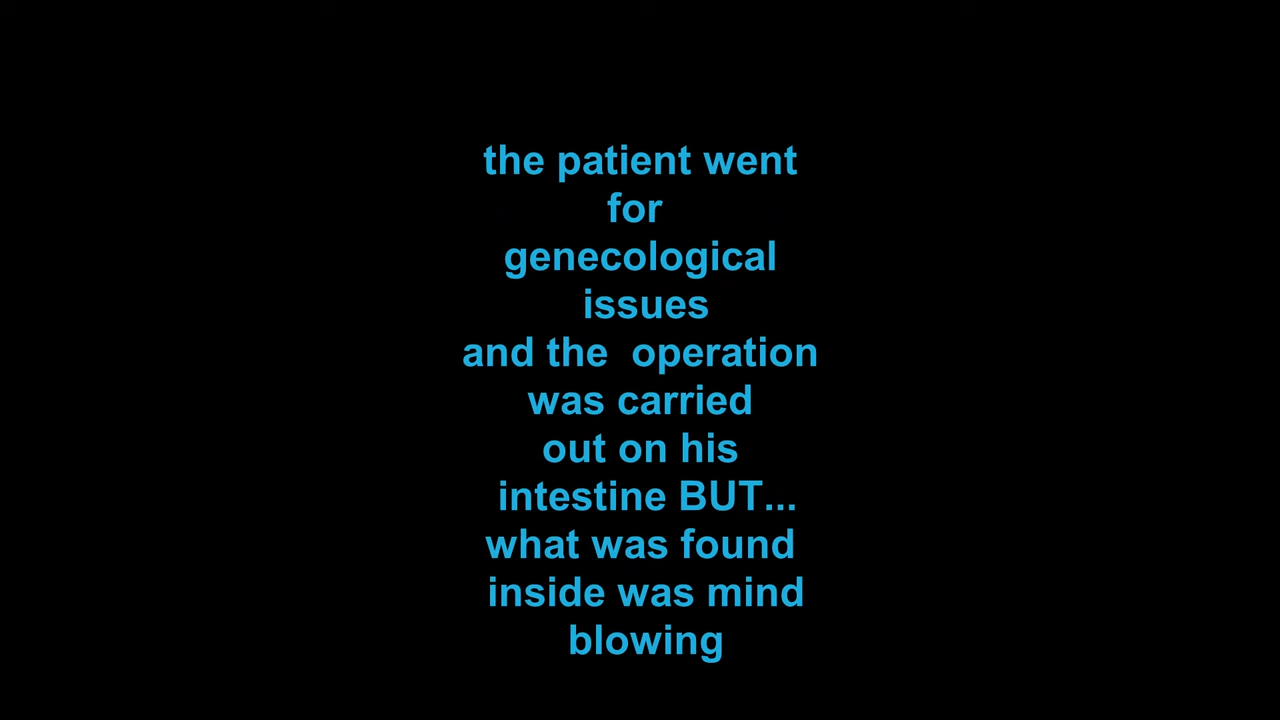 the patient went
for
genecological
issues
and the  operation
was carried
out on his
intestine BUT...
what was found
inside was mind
blowing